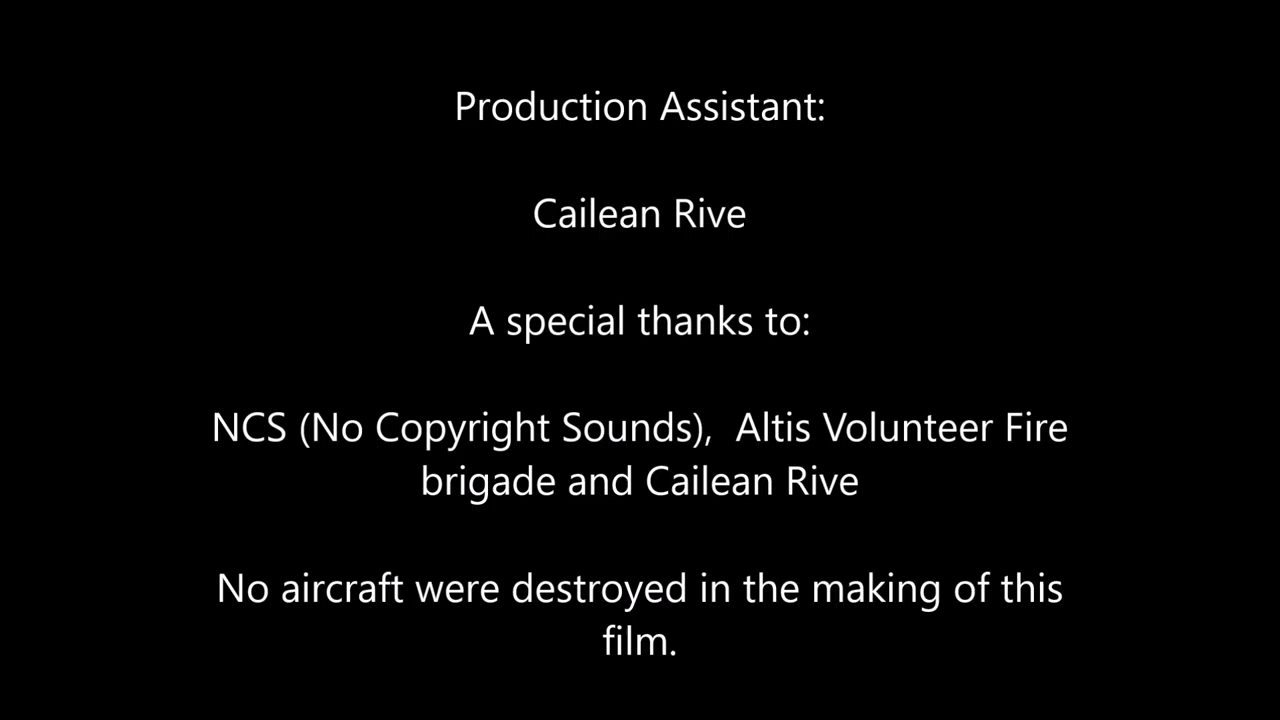 Production Assistant:
Cailean Rive
A special thanks to:
NCS (No Copyright Sounds),  Altis Volunteer Fire
brigade and Cailean Rive
No aircraft were destroyed in the making of this
film.